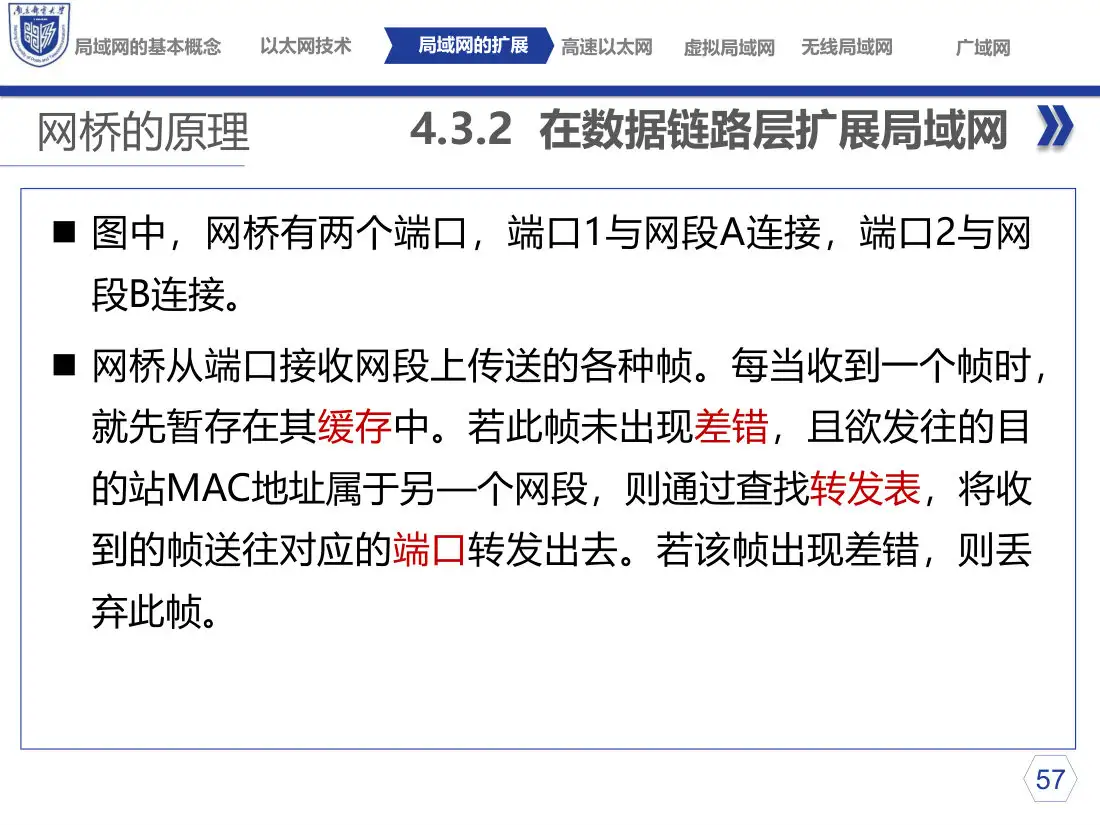 南京邮电大学
局域网的基本概念 以太网技术 局域网的扩展 高速以太网 虚拟局域网 无线局域网 广域网
网桥的原理 4.3.2 在数据链路层扩展局域网
■ 图中，网桥有两个端口，端口1与网段A连接，端口2与网
段B连接。
■ 网桥从端口接收网段上传送的各种帧。每当收到一个帧时，
就先暂存在其缓存中。若此帧未出现差错，且欲发往的目
的站MAC地址属于另—个网段，则通过查找转发表，将收
到的帧送往对应的端口转发出去。若该帧出现差错，则丢
弃此帧。
57